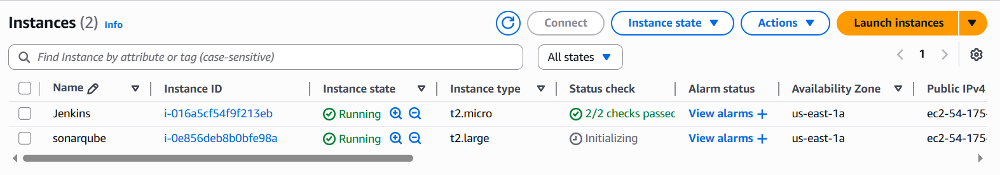 Instances (2) Info Connect Instance state Actions Launch instances
Find Instance by attribute or tag (case-sensitive) All states 1
Name Instance ID Instance state Instance type Status check Alarm status Availability Zone Public IPv4
Jenkins i-016a5cf54f9f213eb Running t2.micro 2/2 checks passec View alarms + us-east-1a ec2-54-175-
sonarqube i-0e856deb8b0bfe98a Running t2.large Initializing View alarms + us-east-1a ec2-54-175-